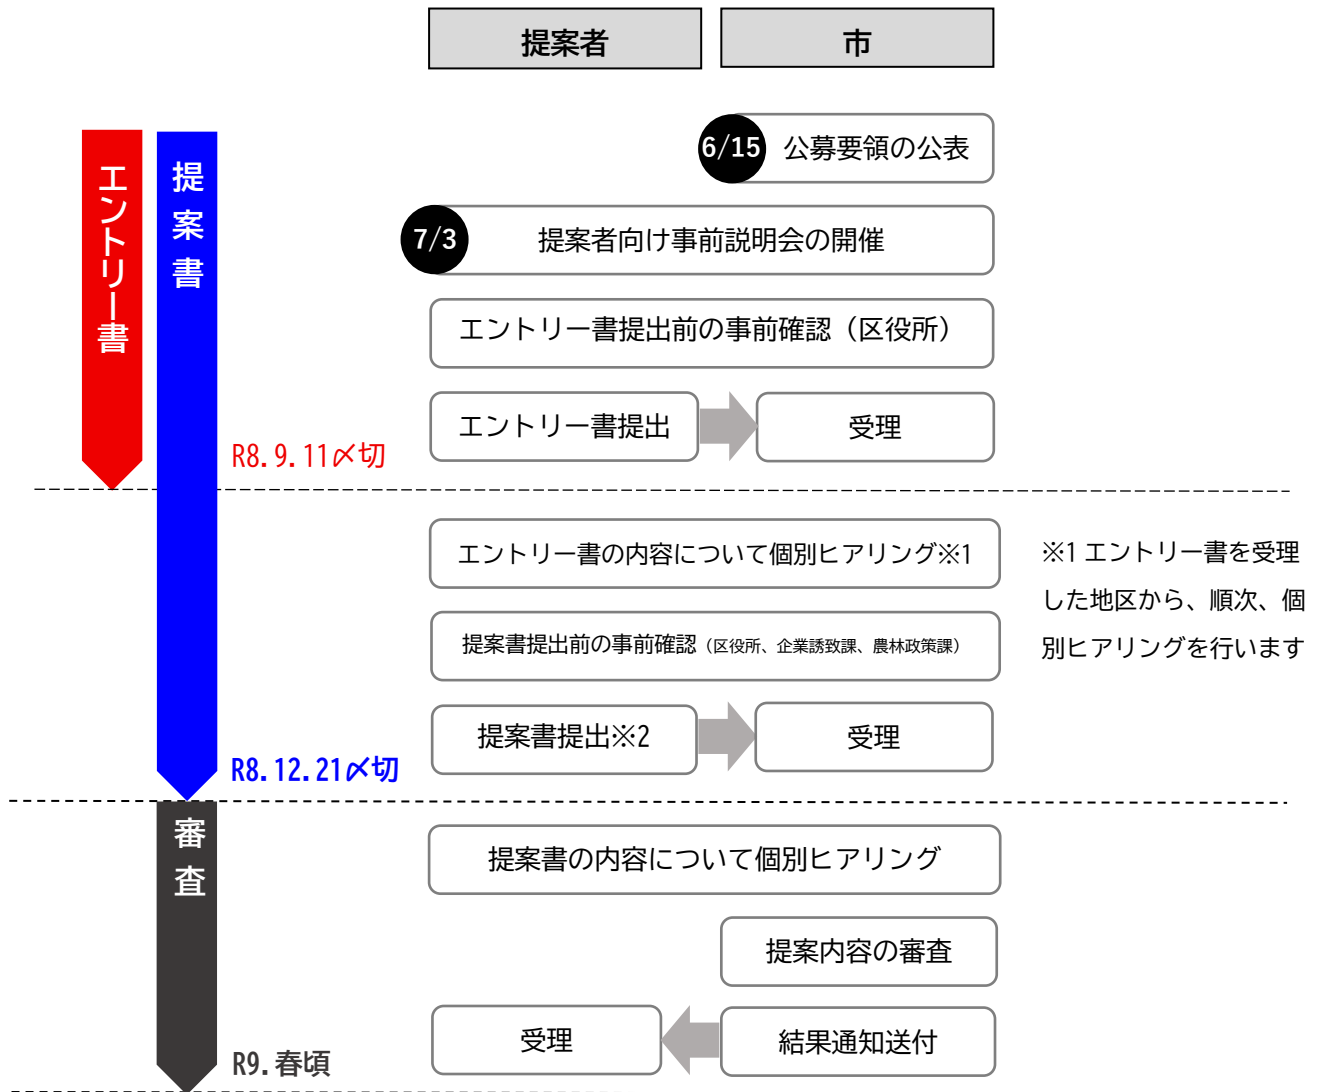 提案者
市
6/15 公募要領の公表
7/3 提案者向け事前説明会の開催
エントリー書
提案書
エントリー書提出前の事前確認（区役所）
エントリー書提出
受理
R8.9.11〆切
エントリー書の内容について個別ヒアリング※1
※1 エントリー書を受理
した地区から、順次、個
別ヒアリングを行います
提案書提出前の事前確認（区役所、企業誘致課、農林政策課）
提案書提出※2
受理
R8.12.21〆切
審査
提案書の内容について個別ヒアリング
提案内容の審査
受理
結果通知送付
R9.春頃